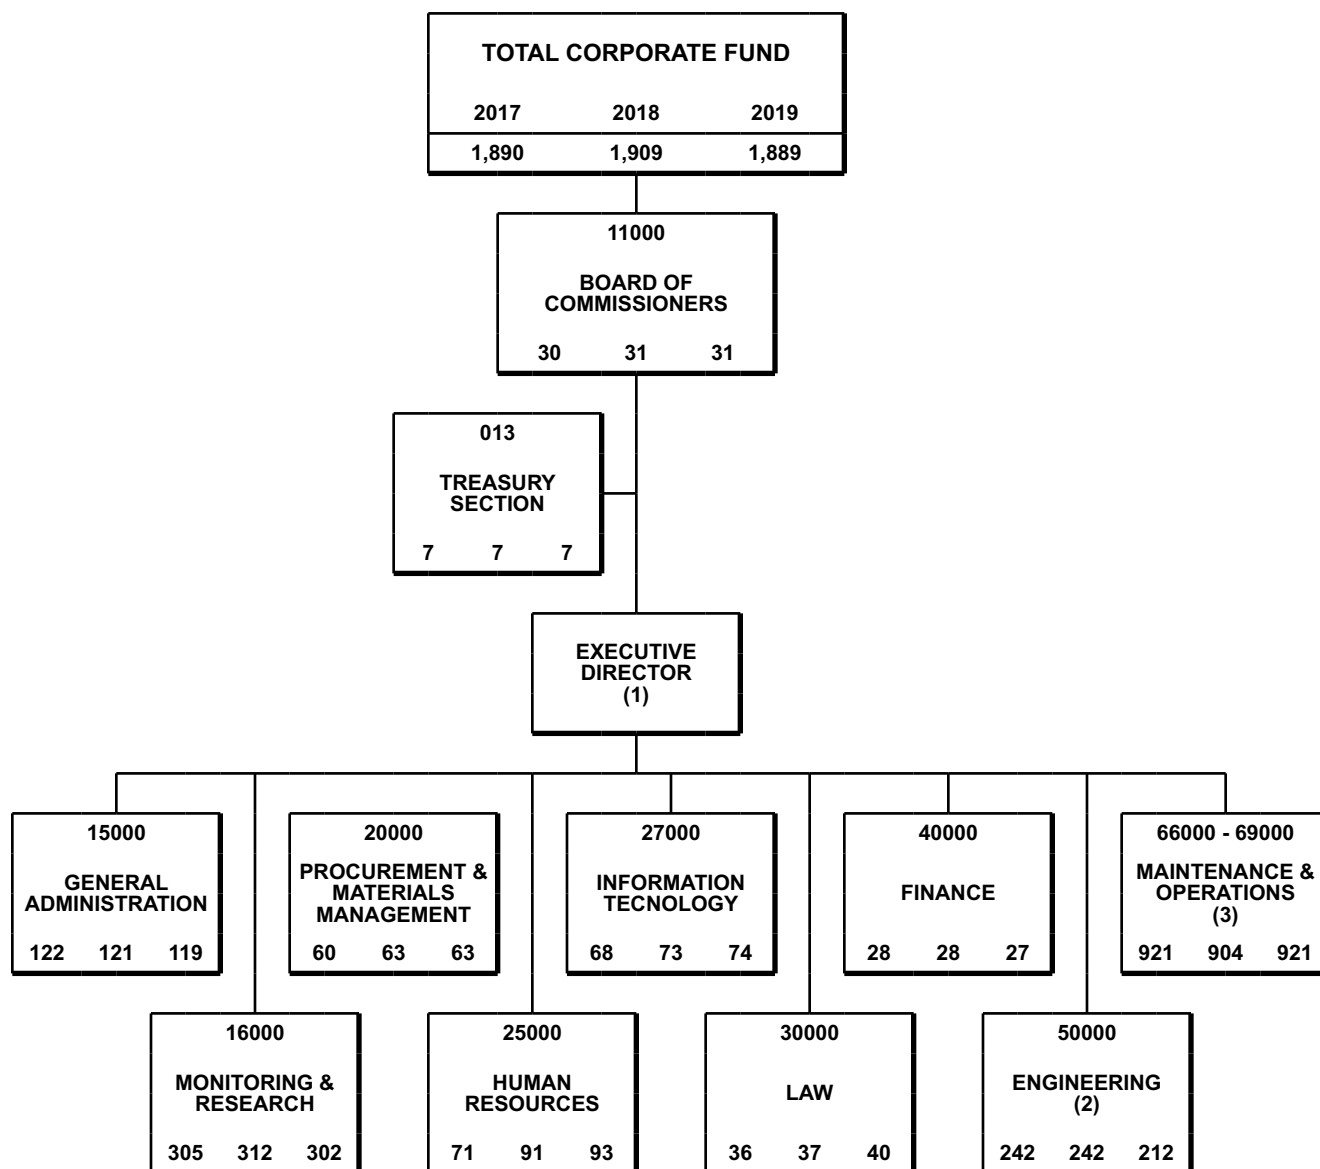 TOTAL CORPORATE FUND
2017 2018 2019
1,890 1,909 1,889
11000
BOARD OF
COMMISSIONERS
30 31 31
013
TREASURY
SECTION
7 7 7
EXECUTIVE
DIRECTOR
(1)
15000
GENERAL
ADMINISTRATION
122 121 119
20000
PROCUREMENT &
MATERIALS
MANAGEMENT
60 63 63
27000
INFORMATION
TECNOLOGY
68 73 74
40000
FINANCE
28 28 27
66000 - 69000
MAINTENANCE &
OPERATIONS
(3)
921 904 921
16000
MONITORING &
RESEARCH
305 312 302
25000
HUMAN
RESOURCES
71 91 93
30000
LAW
36 37 40
50000
ENGINEERING
(2)
242 242 212